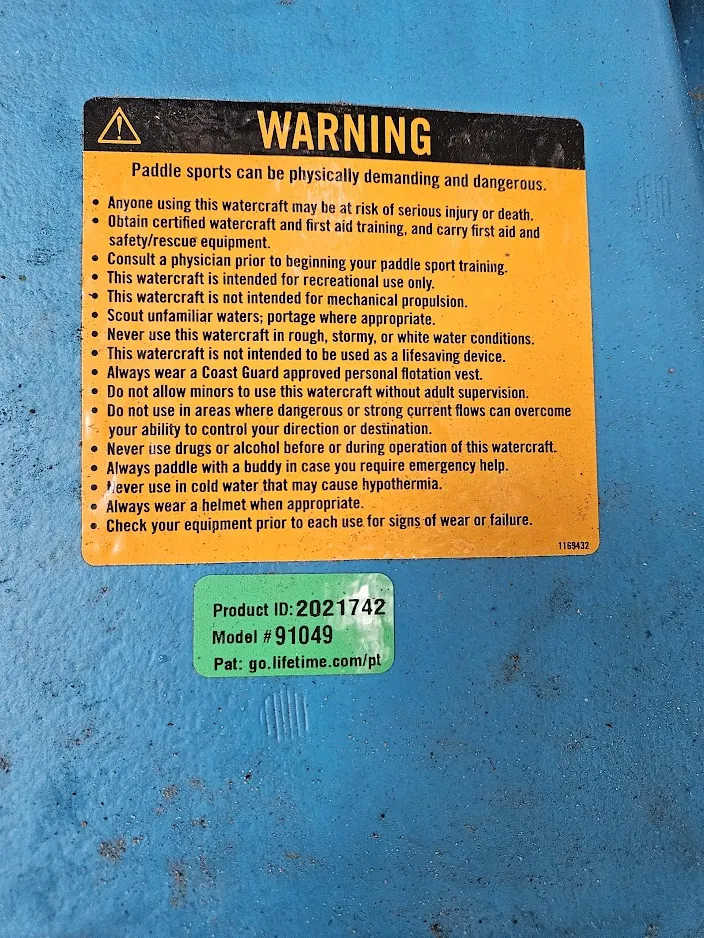 WARNING
Paddle sports can be physically demanding and dangerous.
• Anyone using this watercraft may be at risk of serious injury or death.
• Obtain certified watercraft and first aid training, and carry first aid and
safety/rescue equipment.
• Consult a physician prior to beginning your paddle sport training.
• This watercraft is intended for recreational use only.
• This watercraft is not intended for mechanical propulsion.
• Scout unfamiliar waters; portage where appropriate.
• Never use this watercraft in rough, stormy, or white water conditions.
• This watercraft is not intended to be used as a lifesaving device.
• Always wear a Coast Guard approved personal flotation vest.
• Do not allow minors to use this watercraft without adult supervision.
• Do not use in areas where dangerous or strong current flows can overcome
your ability to control your direction or destination.
• Never use drugs or alcohol before or during operation of this watercraft.
• Always paddle with a buddy in case you require emergency help.
• Never use in cold water that may cause hypothermia.
• Always wear a helmet when appropriate.
• Check your equipment prior to each use for signs of wear or failure.
1169432
Product ID: 2021742
Model # 91049
Pat: go.lifetime.com/pt